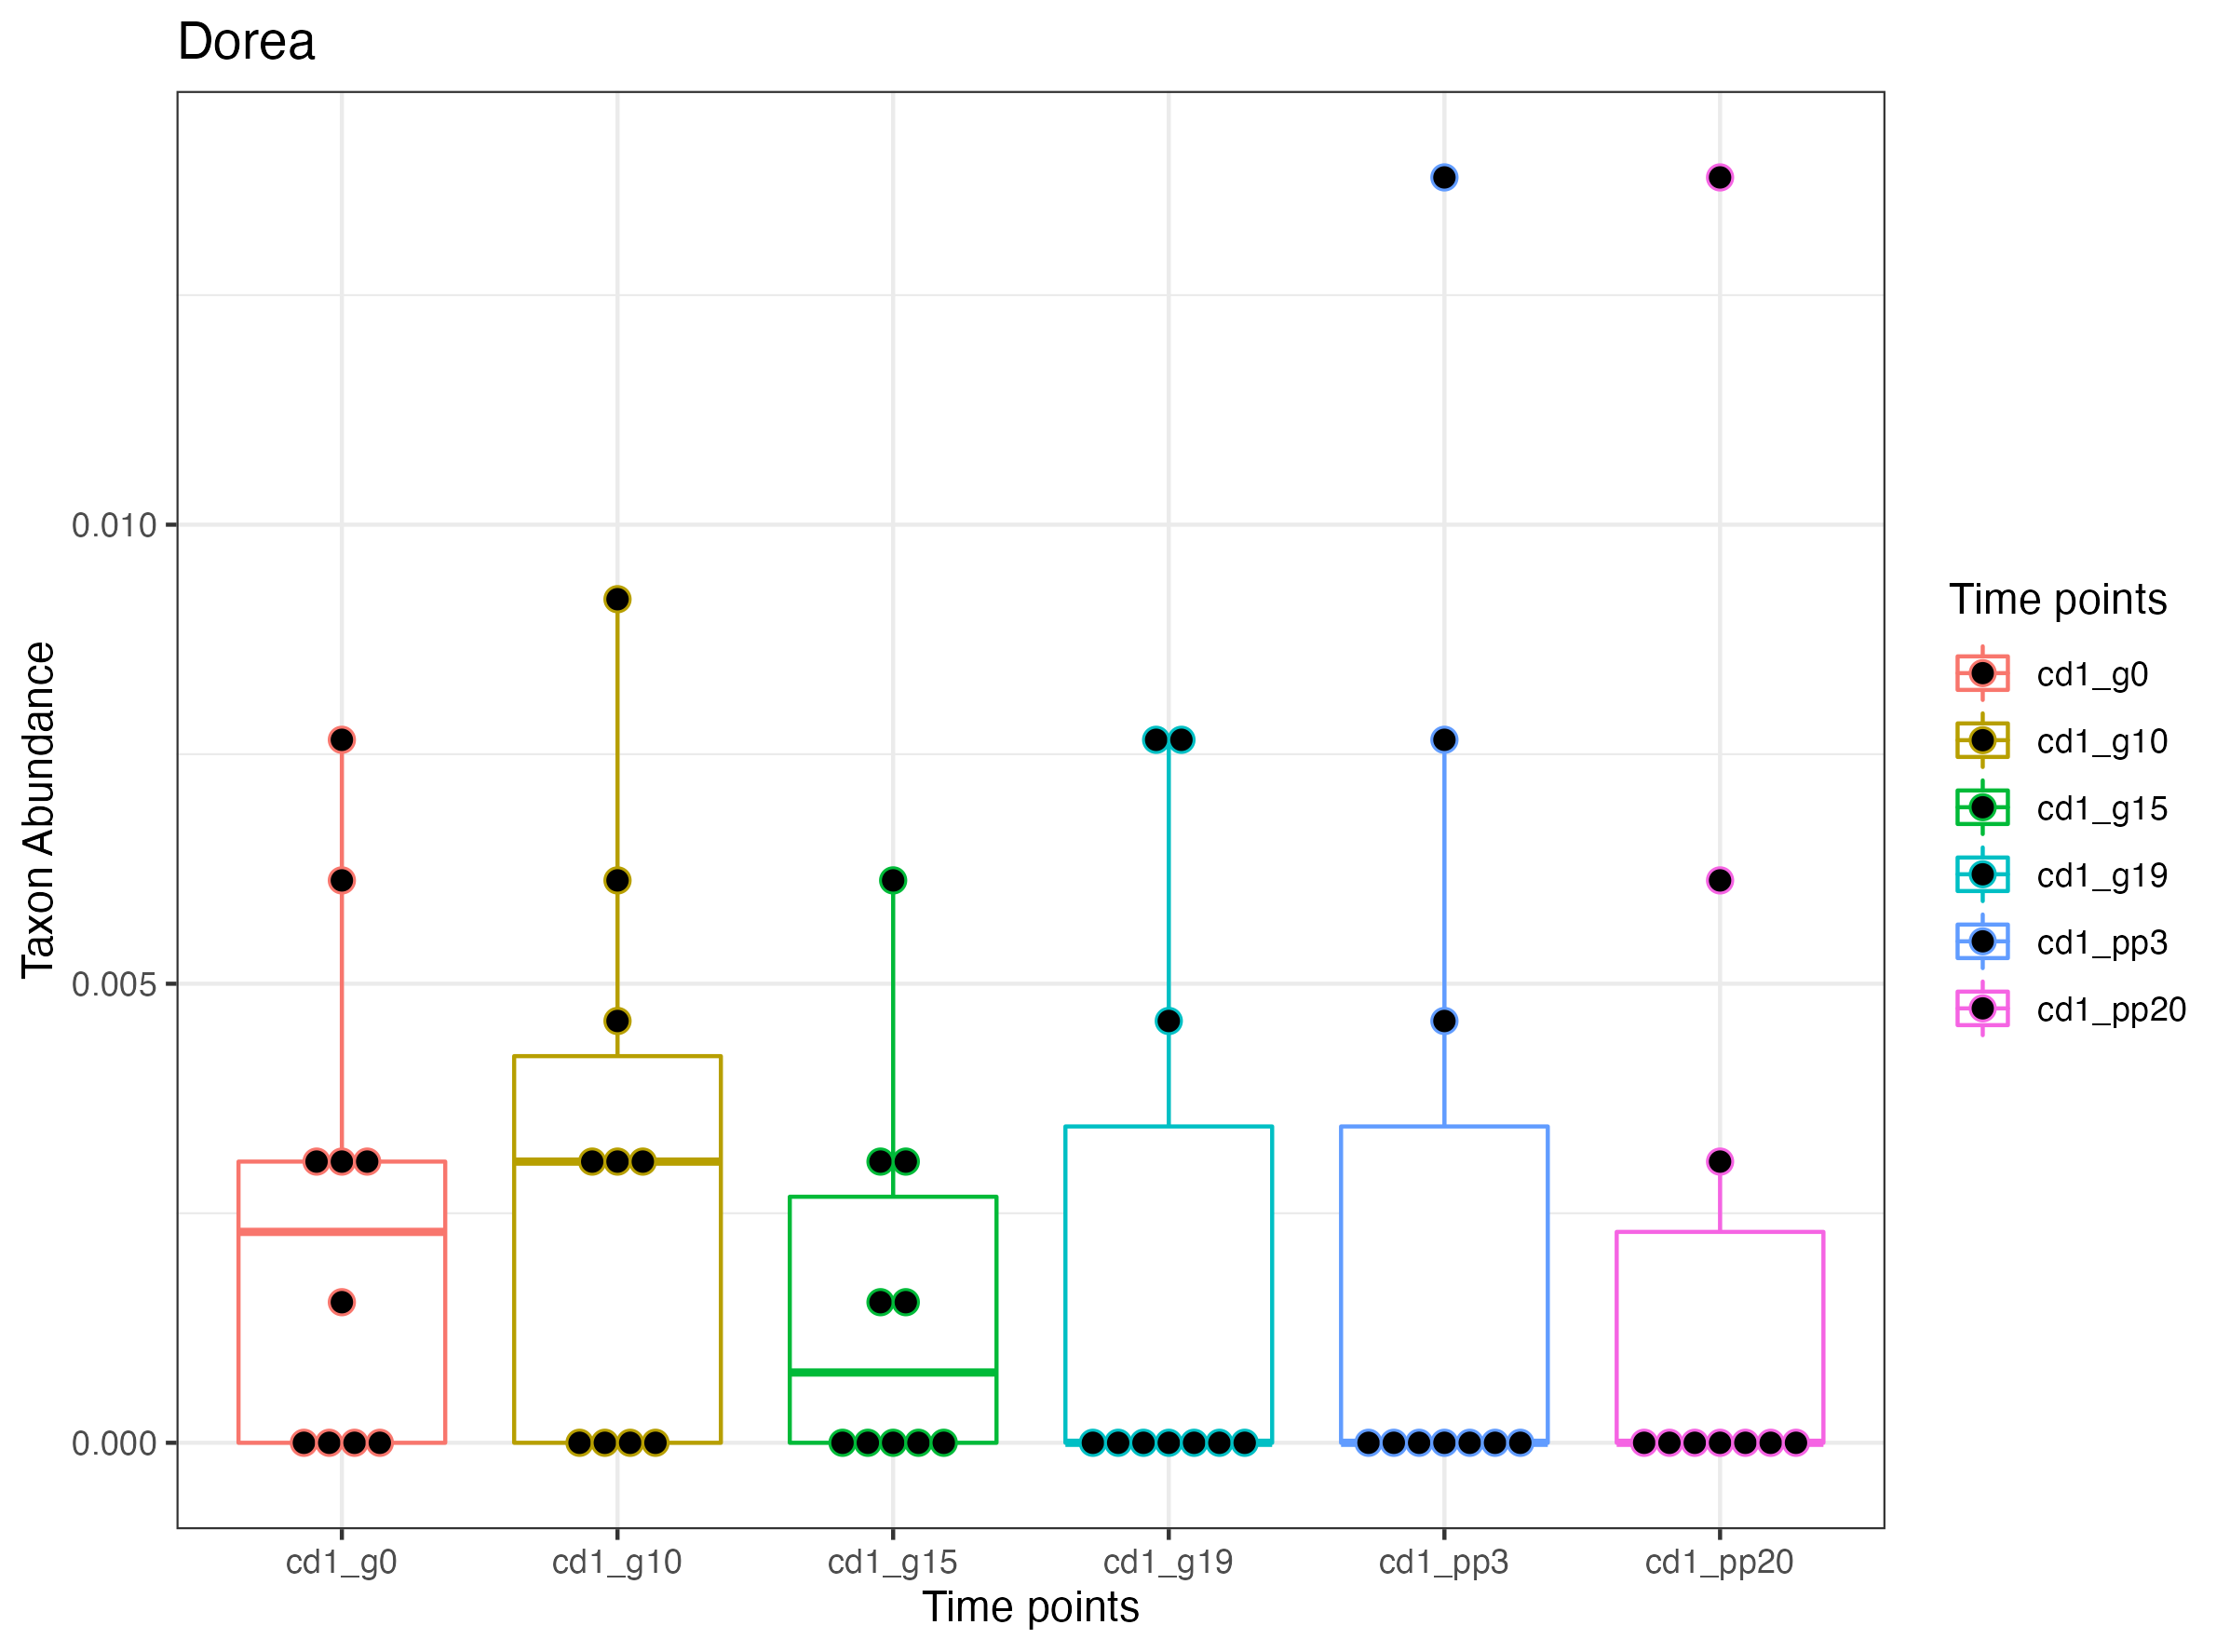 Dorea
Taxon Abundance
0.010
0.005
0.000
cd1_g0 cd1_g10 cd1_g15 cd1_g19 cd1_pp3 cd1_pp20
Time points
Time points
cd1_g0
cd1_g10
cd1_g15
cd1_g19
cd1_pp3
cd1_pp20